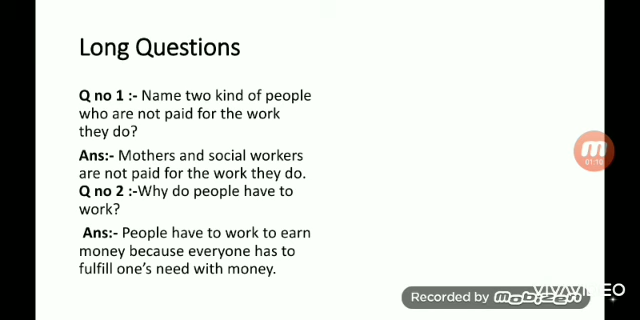 Long Questions
Q no 1 :- Name two kind of people
who are not paid for the work
they do?
Ans:- Mothers and social workers
are not paid for the work they do.
Q no 2 :-Why do people have to
work?
Ans:- People have to work to earn
money because everyone has to
fulfill one's need with money.
01:10
Recorded by mobizen
VIVAVIDEO